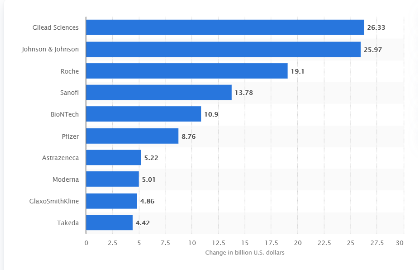 Gilead Sciences 26.33
Johnson & Johnson 25.97
Roche 19.1
Sanofi 13.78
BioNTech 10.9
Pfizer 8.76
Astrazeneca 5.22
Moderna 5.01
GlaxoSmithKline 4.86
Takeda 4.42
0 2.5 5 7.5 10 12.5 15 17.5 20 22.5 25 27.5 30
Change in billion U.S. dollars